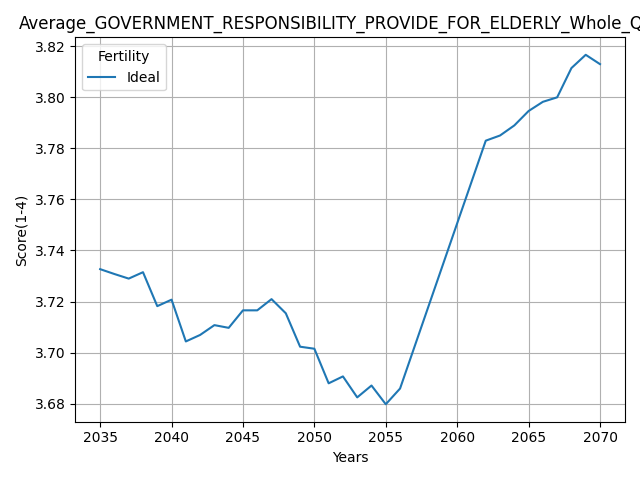 Average_GOVERNMENT_RESPONSIBILITY_PROVIDE_FOR_ELDERLY_Whole_Q
Fertility
Ideal
3.82
3.80
3.78
3.76
3.74
3.72
3.70
3.68
Score(1-4)
2035 2040 2045 2050 2055 2060 2065 2070
Years